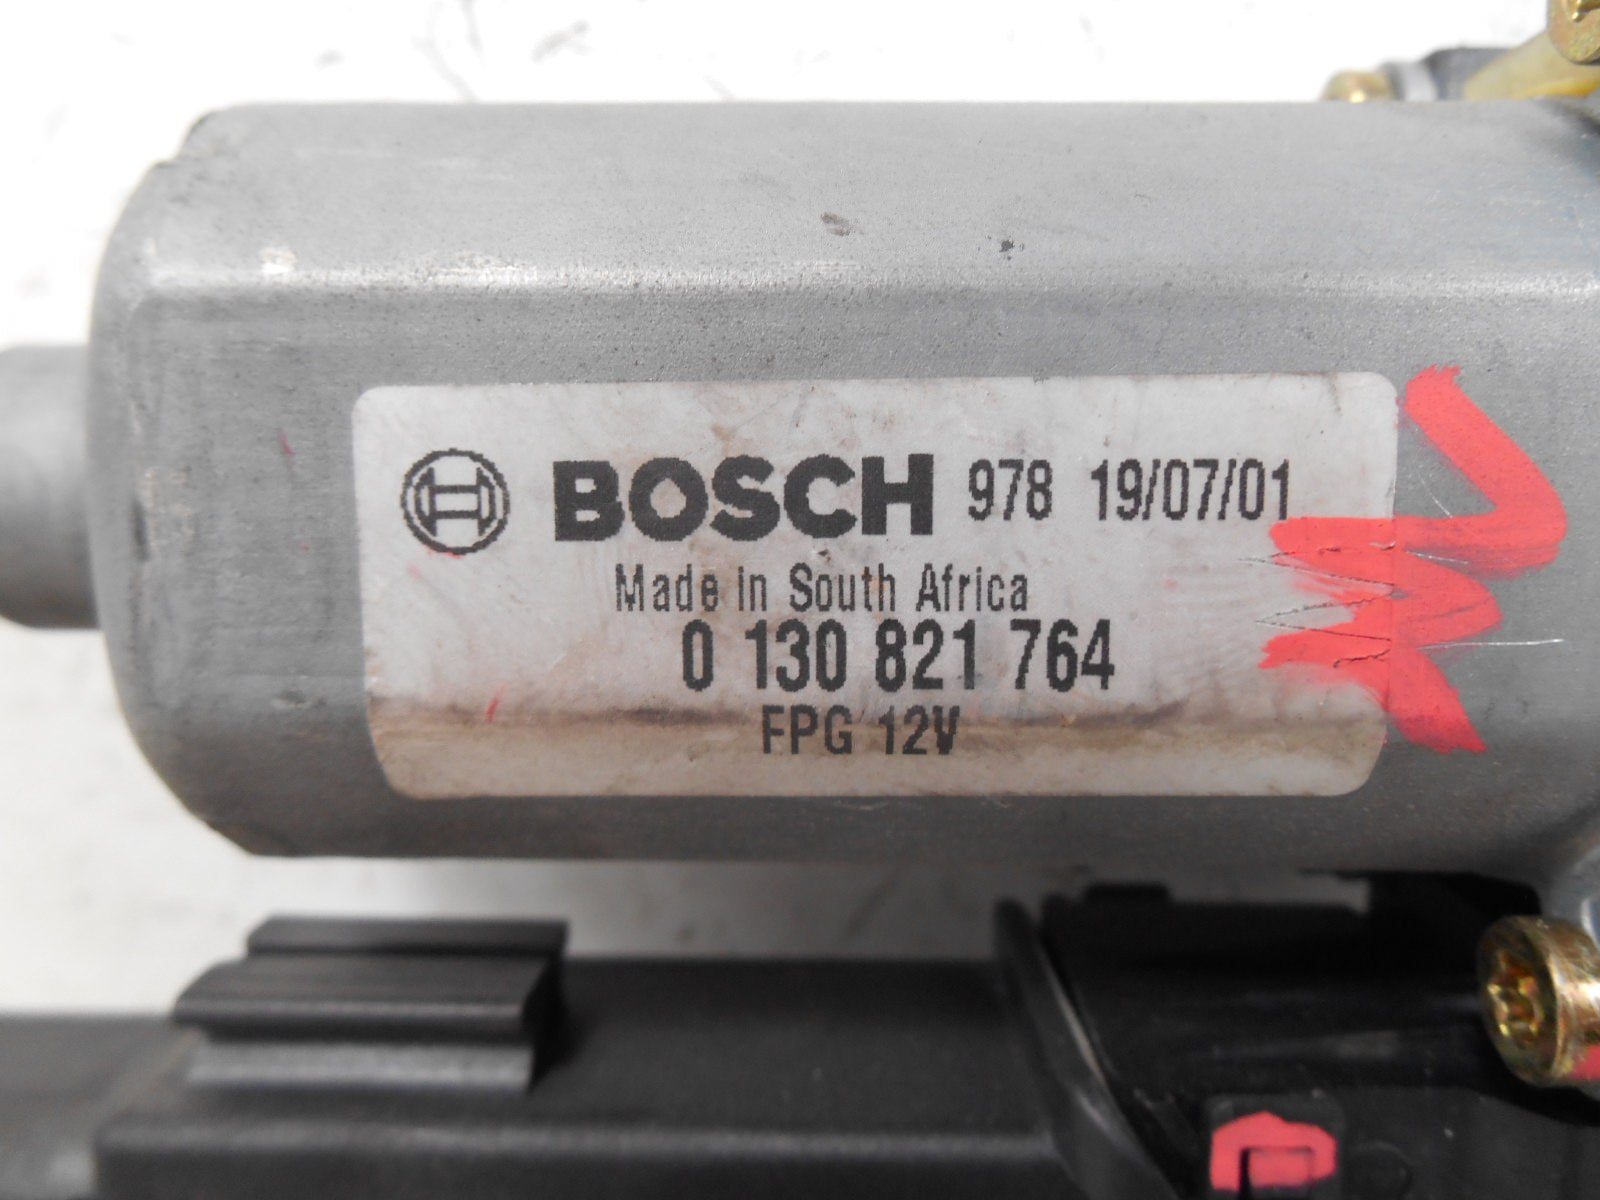 BOSCH 978 19/07/01
Made in South Africa
0 130 821 764
FPG 12V